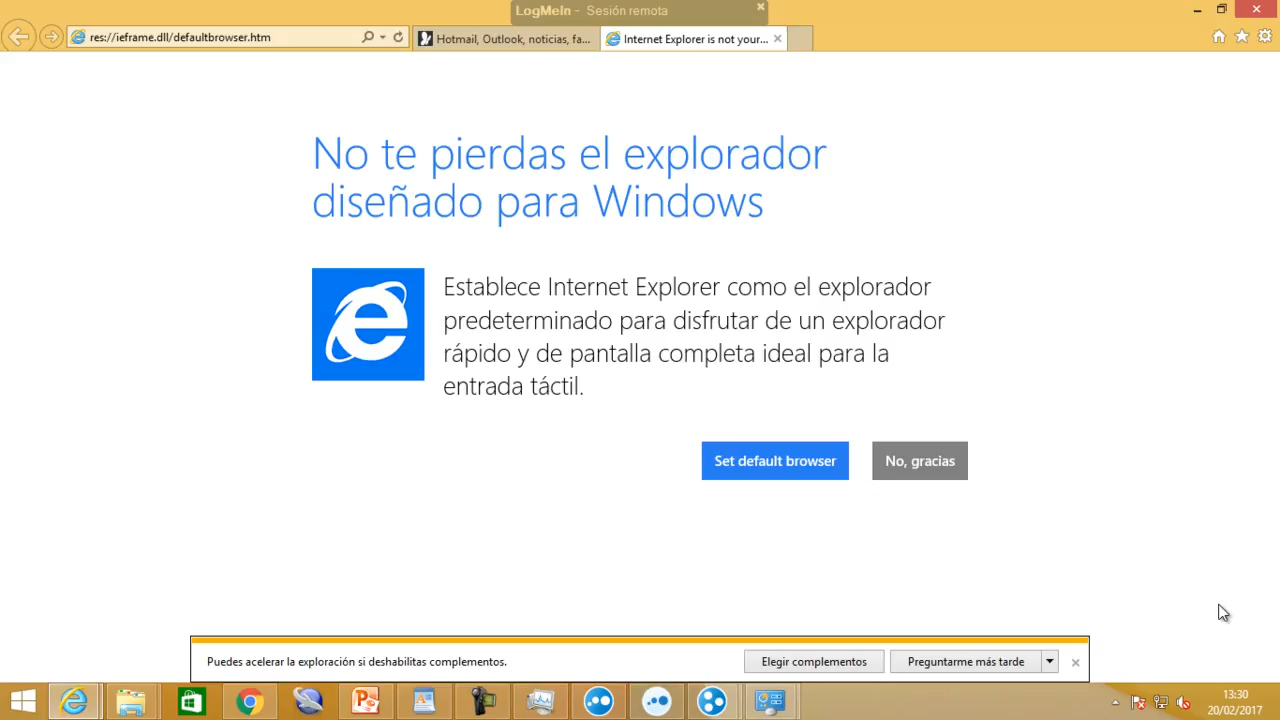 LogMeIn - Sesión remota
res://ieframe.dll/defaultbrowser.htm
Hotmail, Outlook, noticias, fa...
Internet Explorer is not your...
No te pierdas el explorador
diseñado para Windows
Establece Internet Explorer como el explorador
predeterminado para disfrutar de un explorador
rápido y de pantalla completa ideal para la
entrada táctil.
Set default browser
No, gracias
Puedes acelerar la exploración si deshabilitas complementos.
Elegir complementos
Preguntarme más tarde
13:30
20/02/2017